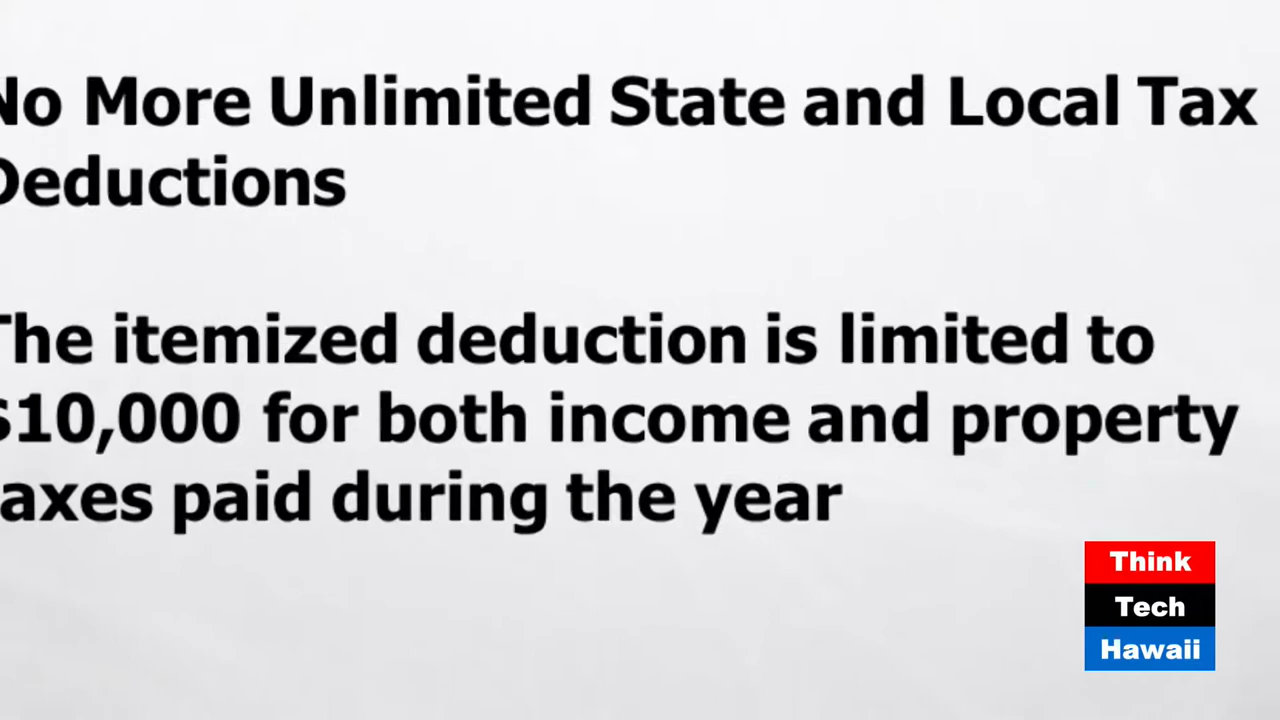 No More Unlimited State and Local Tax
Deductions
The itemized deduction is limited to
$10,000 for both income and property
axes paid during the year
Think
Tech
Hawaii